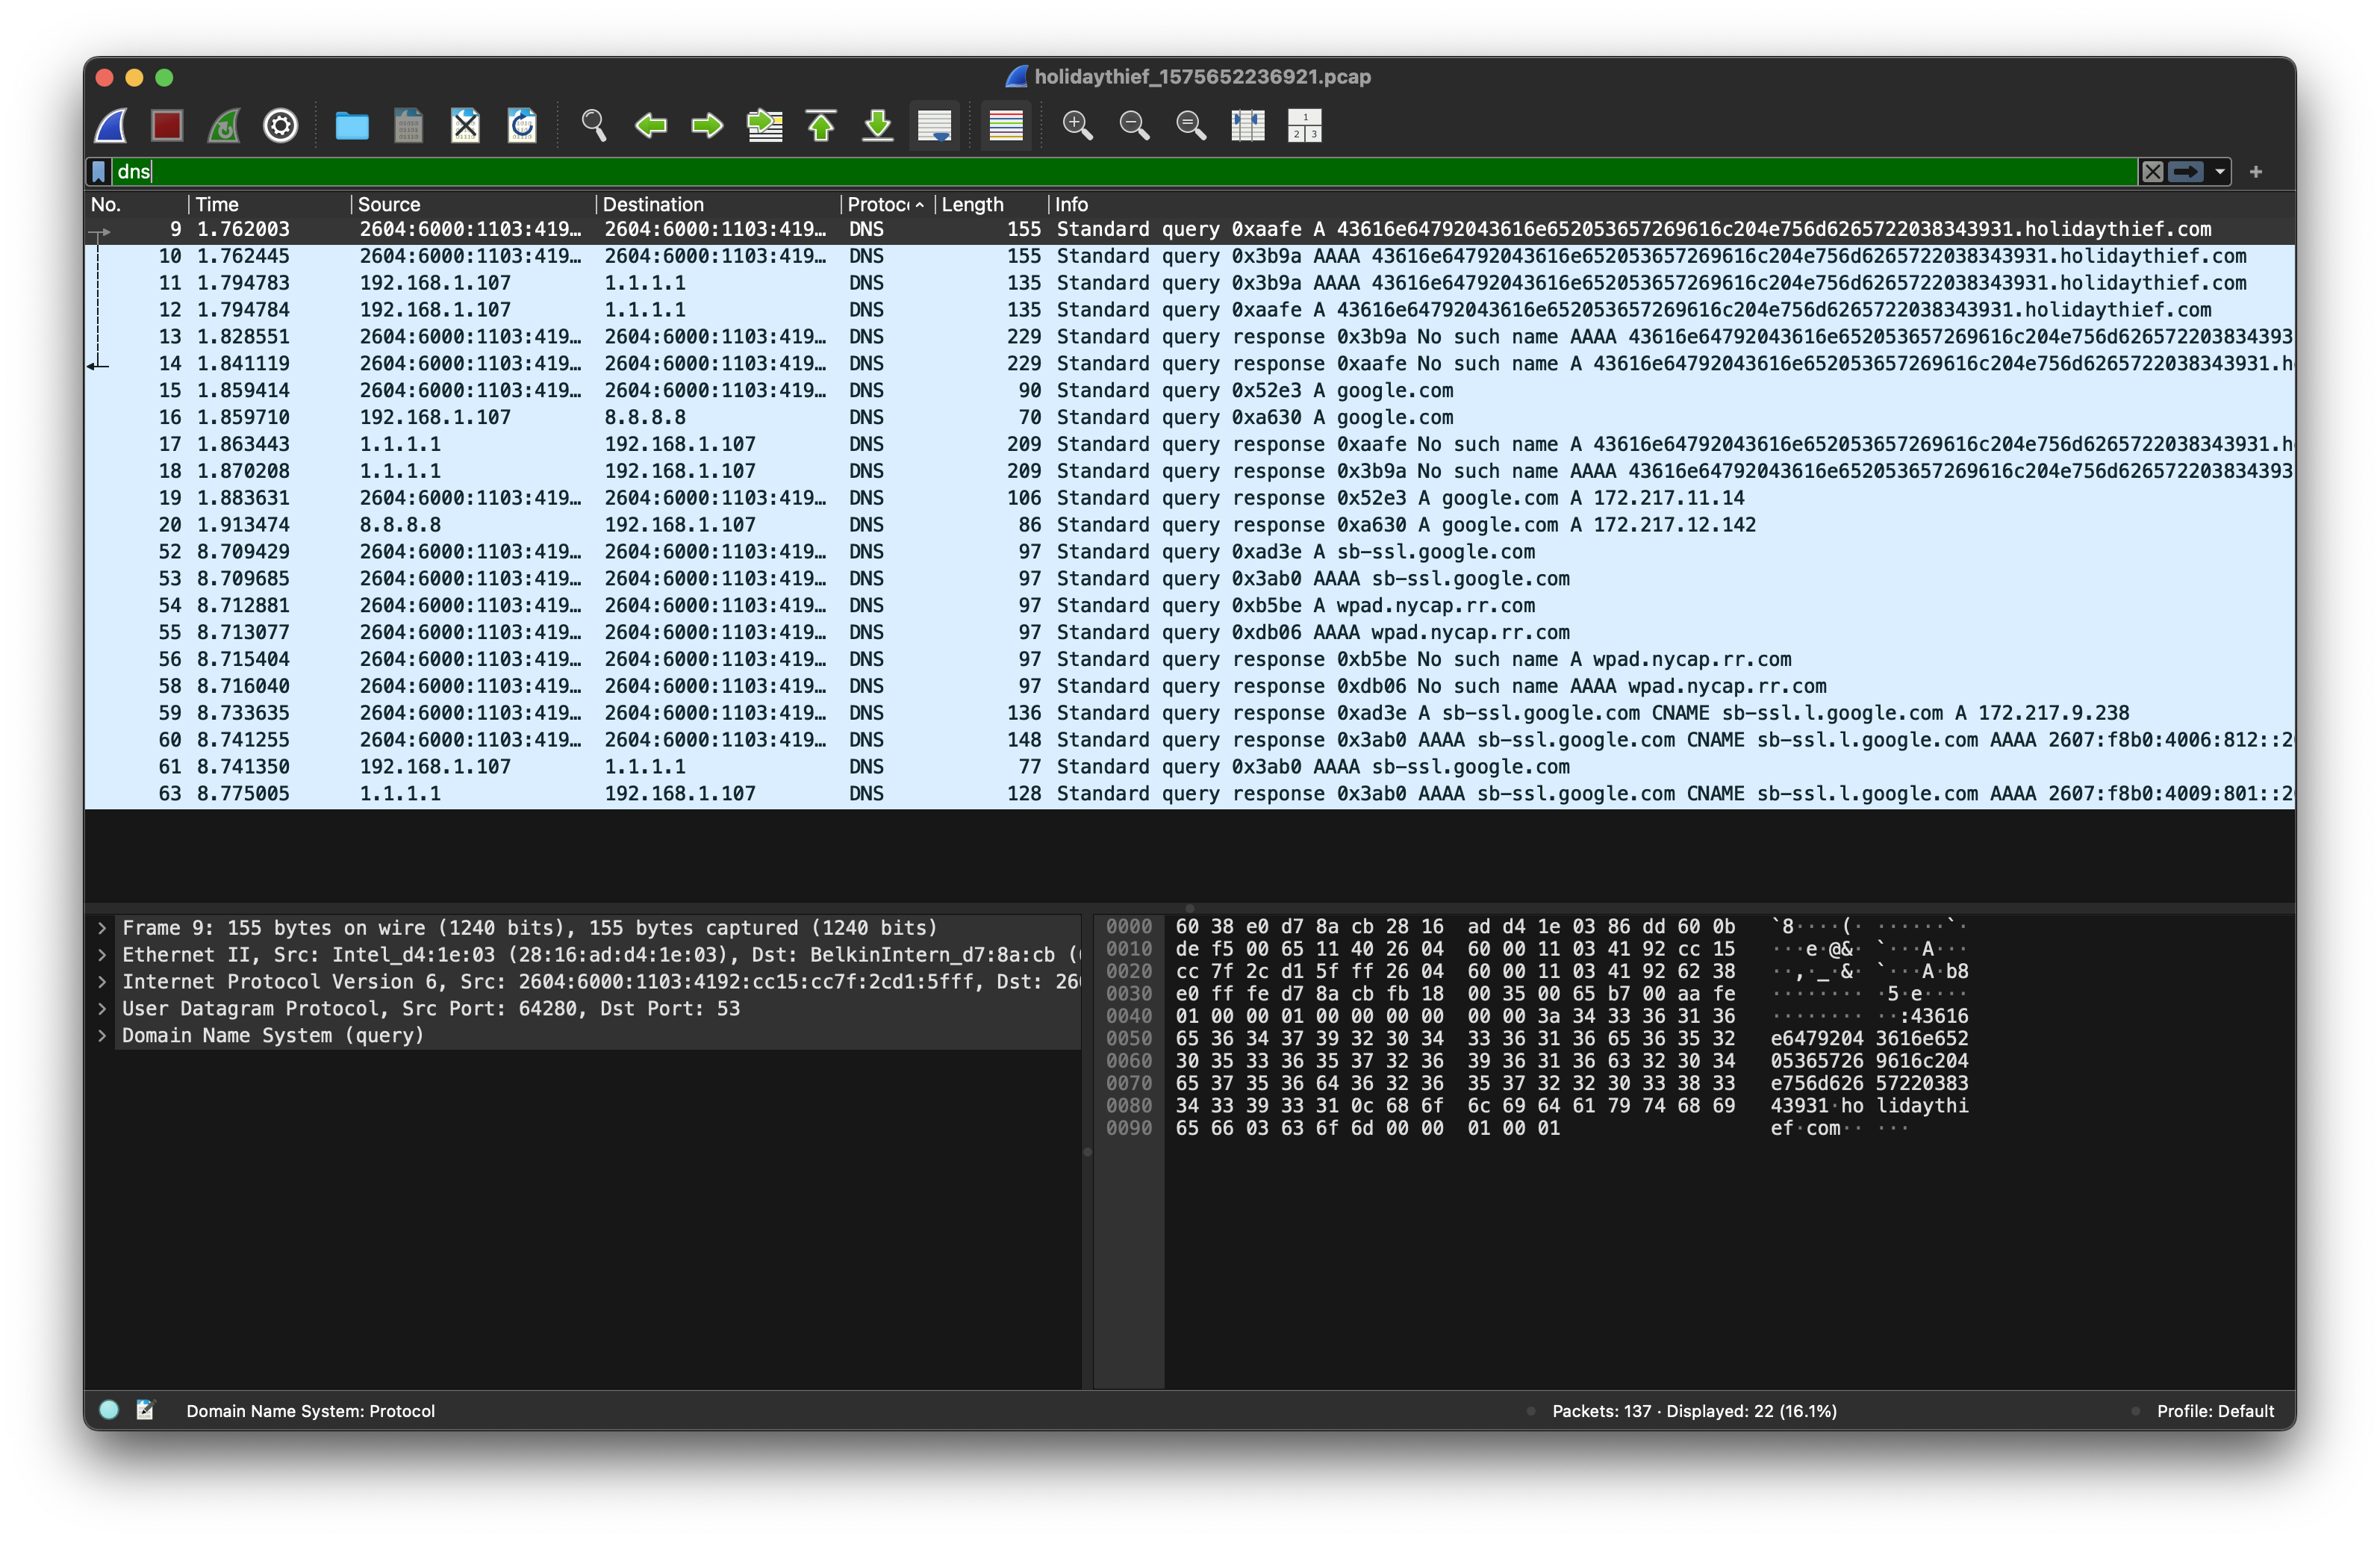 holidaythief_1575652236921.pcap
dns
No. Time Source Destination Protoc Length Info
9 1.762003 2604:6000:1103:419… 2604:6000:1103:419… DNS 155 Standard query 0xaafe A 43616e64792043616e652053657269616c204e756d6265722038343931.holidaythief.com
10 1.762445 2604:6000:1103:419… 2604:6000:1103:419… DNS 155 Standard query 0x3b9a AAAA 43616e64792043616e652053657269616c204e756d6265722038343931.holidaythief.com
11 1.794783 192.168.1.107 1.1.1.1 DNS 135 Standard query 0x3b9a AAAA 43616e64792043616e652053657269616c204e756d6265722038343931.holidaythief.com
12 1.794784 192.168.1.107 1.1.1.1 DNS 135 Standard query 0xaafe A 43616e64792043616e652053657269616c204e756d6265722038343931.holidaythief.com
13 1.828551 2604:6000:1103:419… 2604:6000:1103:419… DNS 229 Standard query response 0x3b9a No such name AAAA 43616e64792043616e652053657269616c204e756d626572203834393
14 1.841119 2604:6000:1103:419… 2604:6000:1103:419… DNS 229 Standard query response 0xaafe No such name A 43616e64792043616e652053657269616c204e756d6265722038343931.h
15 1.859414 2604:6000:1103:419… 2604:6000:1103:419… DNS 90 Standard query 0x52e3 A google.com
16 1.859710 192.168.1.107 8.8.8.8 DNS 70 Standard query 0xa630 A google.com
17 1.863443 1.1.1.1 192.168.1.107 DNS 209 Standard query response 0xaafe No such name A 43616e64792043616e652053657269616c204e756d6265722038343931.h
18 1.870208 1.1.1.1 192.168.1.107 DNS 209 Standard query response 0x3b9a No such name AAAA 43616e64792043616e652053657269616c204e756d626572203834393
19 1.883631 2604:6000:1103:419… 2604:6000:1103:419… DNS 106 Standard query response 0x52e3 A google.com A 172.217.11.14
20 1.913474 8.8.8.8 192.168.1.107 DNS 86 Standard query response 0xa630 A google.com A 172.217.12.142
52 8.709429 2604:6000:1103:419… 2604:6000:1103:419… DNS 97 Standard query 0xad3e A sb-ssl.google.com
53 8.709685 2604:6000:1103:419… 2604:6000:1103:419… DNS 97 Standard query 0x3ab0 AAAA sb-ssl.google.com
54 8.712881 2604:6000:1103:419… 2604:6000:1103:419… DNS 97 Standard query 0xb5be A wpad.nycap.rr.com
55 8.713077 2604:6000:1103:419… 2604:6000:1103:419… DNS 97 Standard query 0xdb06 AAAA wpad.nycap.rr.com
56 8.715404 2604:6000:1103:419… 2604:6000:1103:419… DNS 97 Standard query response 0xb5be No such name A wpad.nycap.rr.com
58 8.716040 2604:6000:1103:419… 2604:6000:1103:419… DNS 97 Standard query response 0xdb06 No such name AAAA wpad.nycap.rr.com
59 8.733635 2604:6000:1103:419… 2604:6000:1103:419… DNS 136 Standard query response 0xad3e A sb-ssl.google.com CNAME sb-ssl.l.google.com A 172.217.9.238
60 8.741255 2604:6000:1103:419… 2604:6000:1103:419… DNS 148 Standard query response 0x3ab0 AAAA sb-ssl.google.com CNAME sb-ssl.l.google.com AAAA 2607:f8b0:4006:812::2
61 8.741350 192.168.1.107 1.1.1.1 DNS 77 Standard query 0x3ab0 AAAA sb-ssl.google.com
63 8.775005 1.1.1.1 192.168.1.107 DNS 128 Standard query response 0x3ab0 AAAA sb-ssl.google.com CNAME sb-ssl.l.google.com AAAA 2607:f8b0:4009:801::2
Frame 9: 155 bytes on wire (1240 bits), 155 bytes captured (1240 bits)
Ethernet II, Src: Intel_d4:1e:03 (28:16:ad:d4:1e:03), Dst: BelkinIntern_d7:8a:cb (
Internet Protocol Version 6, Src: 2604:6000:1103:4192:cc15:cc7f:2cd1:5fff, Dst: 26
User Datagram Protocol, Src Port: 64280, Dst Port: 53
Domain Name System (query)
0000 60 38 e0 d7 8a cb 28 16 ad d4 1e 03 86 dd 60 0b `8····(· ······`·
0010 de f5 00 65 11 40 26 04 60 00 11 03 41 92 cc 15 ···e·@&· `···A···
0020 cc 7f 2c d1 5f ff 26 04 60 00 11 03 41 92 62 38 ··,·_·&· `···A·b8
0030 e0 ff fe d7 8a cb fb 18 00 35 00 65 b7 00 aa fe ········ ·5·e····
0040 01 00 00 01 00 00 00 00 00 00 3a 34 33 36 31 36 ········ ··:43616
0050 65 36 34 37 39 32 30 34 33 36 31 36 65 36 35 32 e6479204 3616e652
0060 30 35 33 36 35 37 32 36 39 36 31 36 63 32 30 34 05365726 9616c204
0070 65 37 35 36 64 36 32 36 35 37 32 32 30 33 38 33 e756d626 57220383
0080 34 33 39 33 31 0c 68 6f 6c 69 64 61 79 74 68 69 43931·ho lidaythi
0090 65 66 03 63 6f 6d 00 00 01 00 01 ef·com·· ···
Domain Name System: Protocol
Packets: 137 · Displayed: 22 (16.1%)
Profile: Default